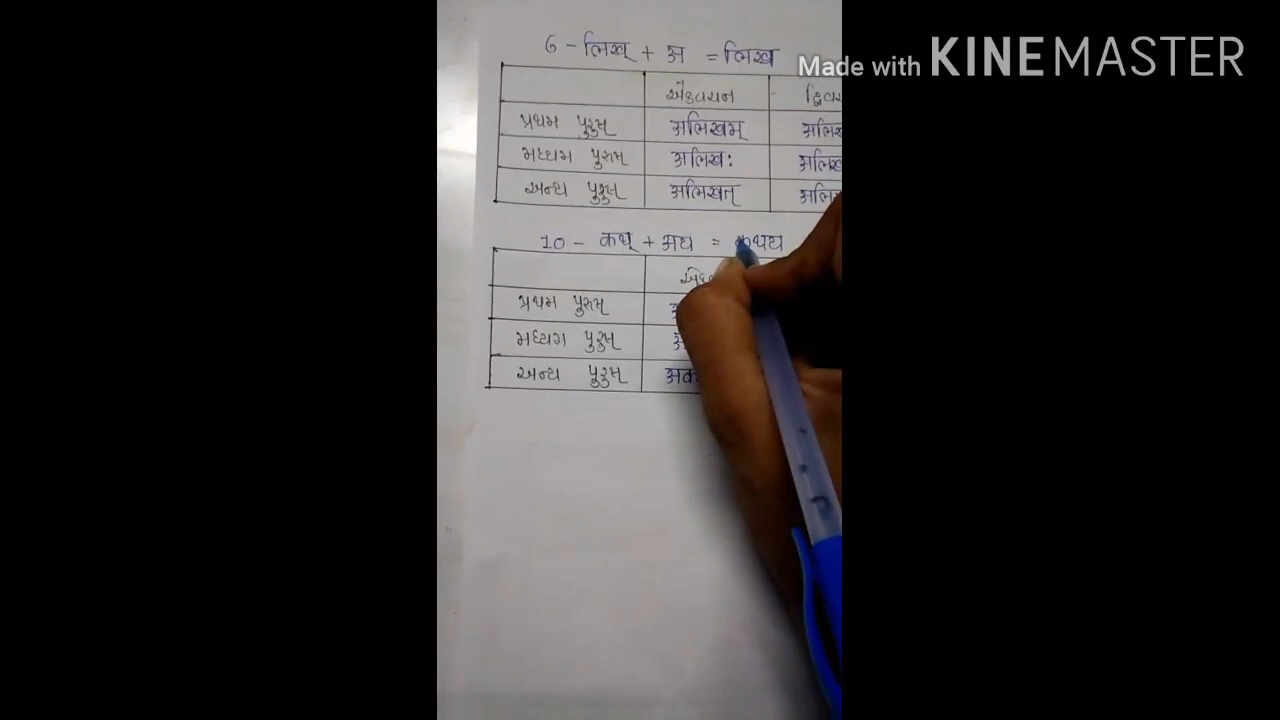 6 - लिख् + अ = लिख
Made with KINEMASTER
એકવચન
પ્રથમ પુરુષ अलिखम्
મધ્યમ પુરુષ अलिखः
અન્ય પુરુષ अलिखत्
10 - कथ् + अय = कथय
પ્રથમ પુરુષ
મધ્યમ પુરુષ
અન્ય પુરુષ